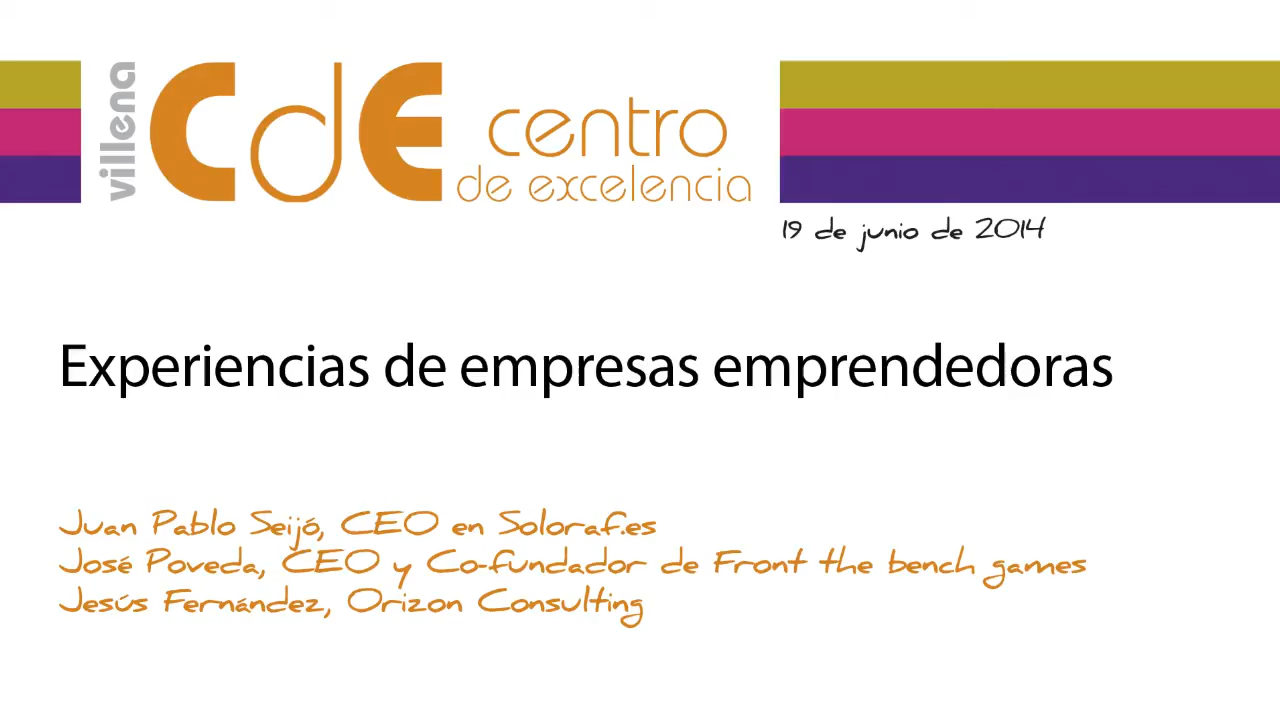 villena
CdE
centro
de excelencia
19 de junio de 2014
Experiencias de empresas emprendedoras
Juan Pablo Seijó, CEO en Soloraf.es
José Poveda, CEO y Co-fundador de Front the bench games
Jesús Fernández, Orizon Consulting